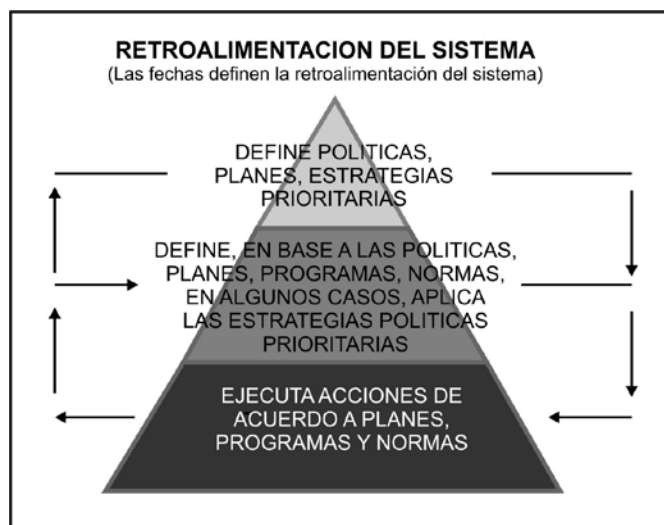 RETROALIMENTACION DEL SISTEMA
(Las fechas definen la retroalimentación del sistema)
DEFINE POLITICAS,
PLANES, ESTRATEGIAS
PRIORITARIAS
DEFINE, EN BASE A LAS POLITICAS,
PLANES, PROGRAMAS, NORMAS,
EN ALGUNOS CASOS, APLICA
LAS ESTRATEGIAS POLITICAS
PRIORITARIAS
EJECUTA ACCIONES DE
ACUERDO A PLANES,
PROGRAMAS Y NORMAS